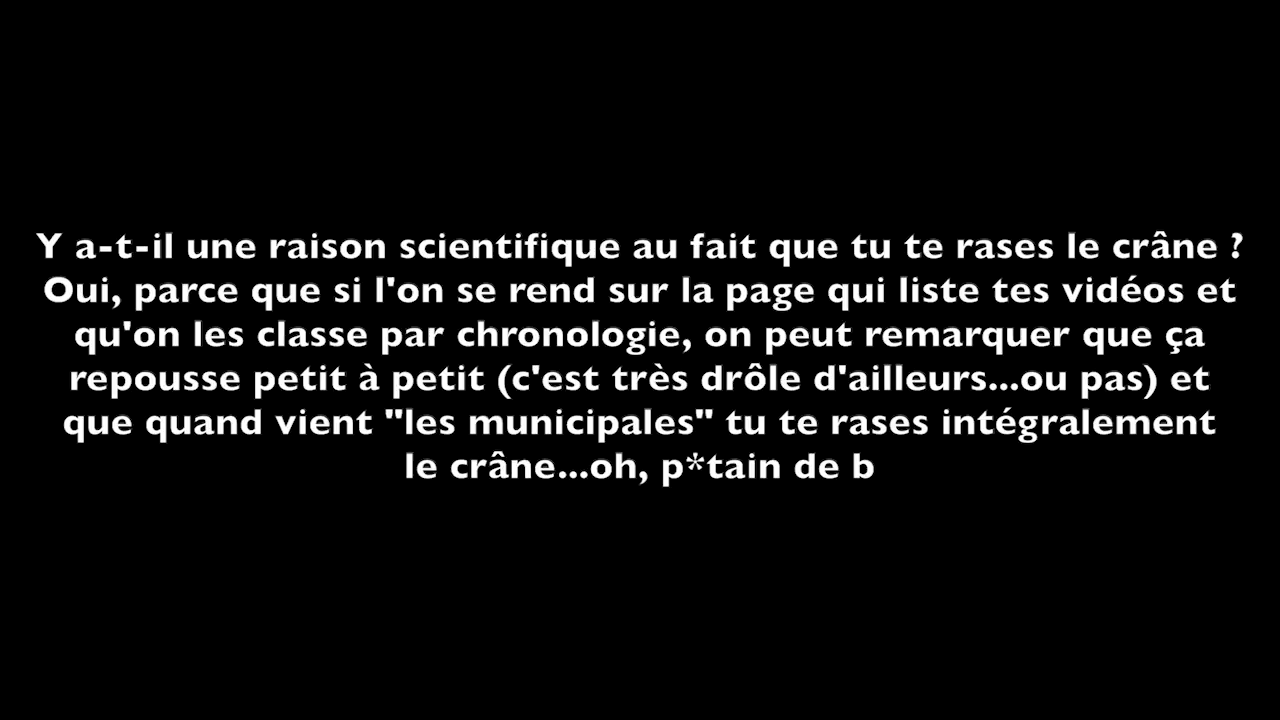 Y a-t-il une raison scientifique au fait que tu te rases le crâne ?
Oui, parce que si l'on se rend sur la page qui liste tes vidéos et
qu'on les classe par chronologie, on peut remarquer que ça
repousse petit à petit (c'est très drôle d'ailleurs...ou pas) et
que quand vient "les municipales" tu te rases intégralement
le crâne...oh, p*tain de b